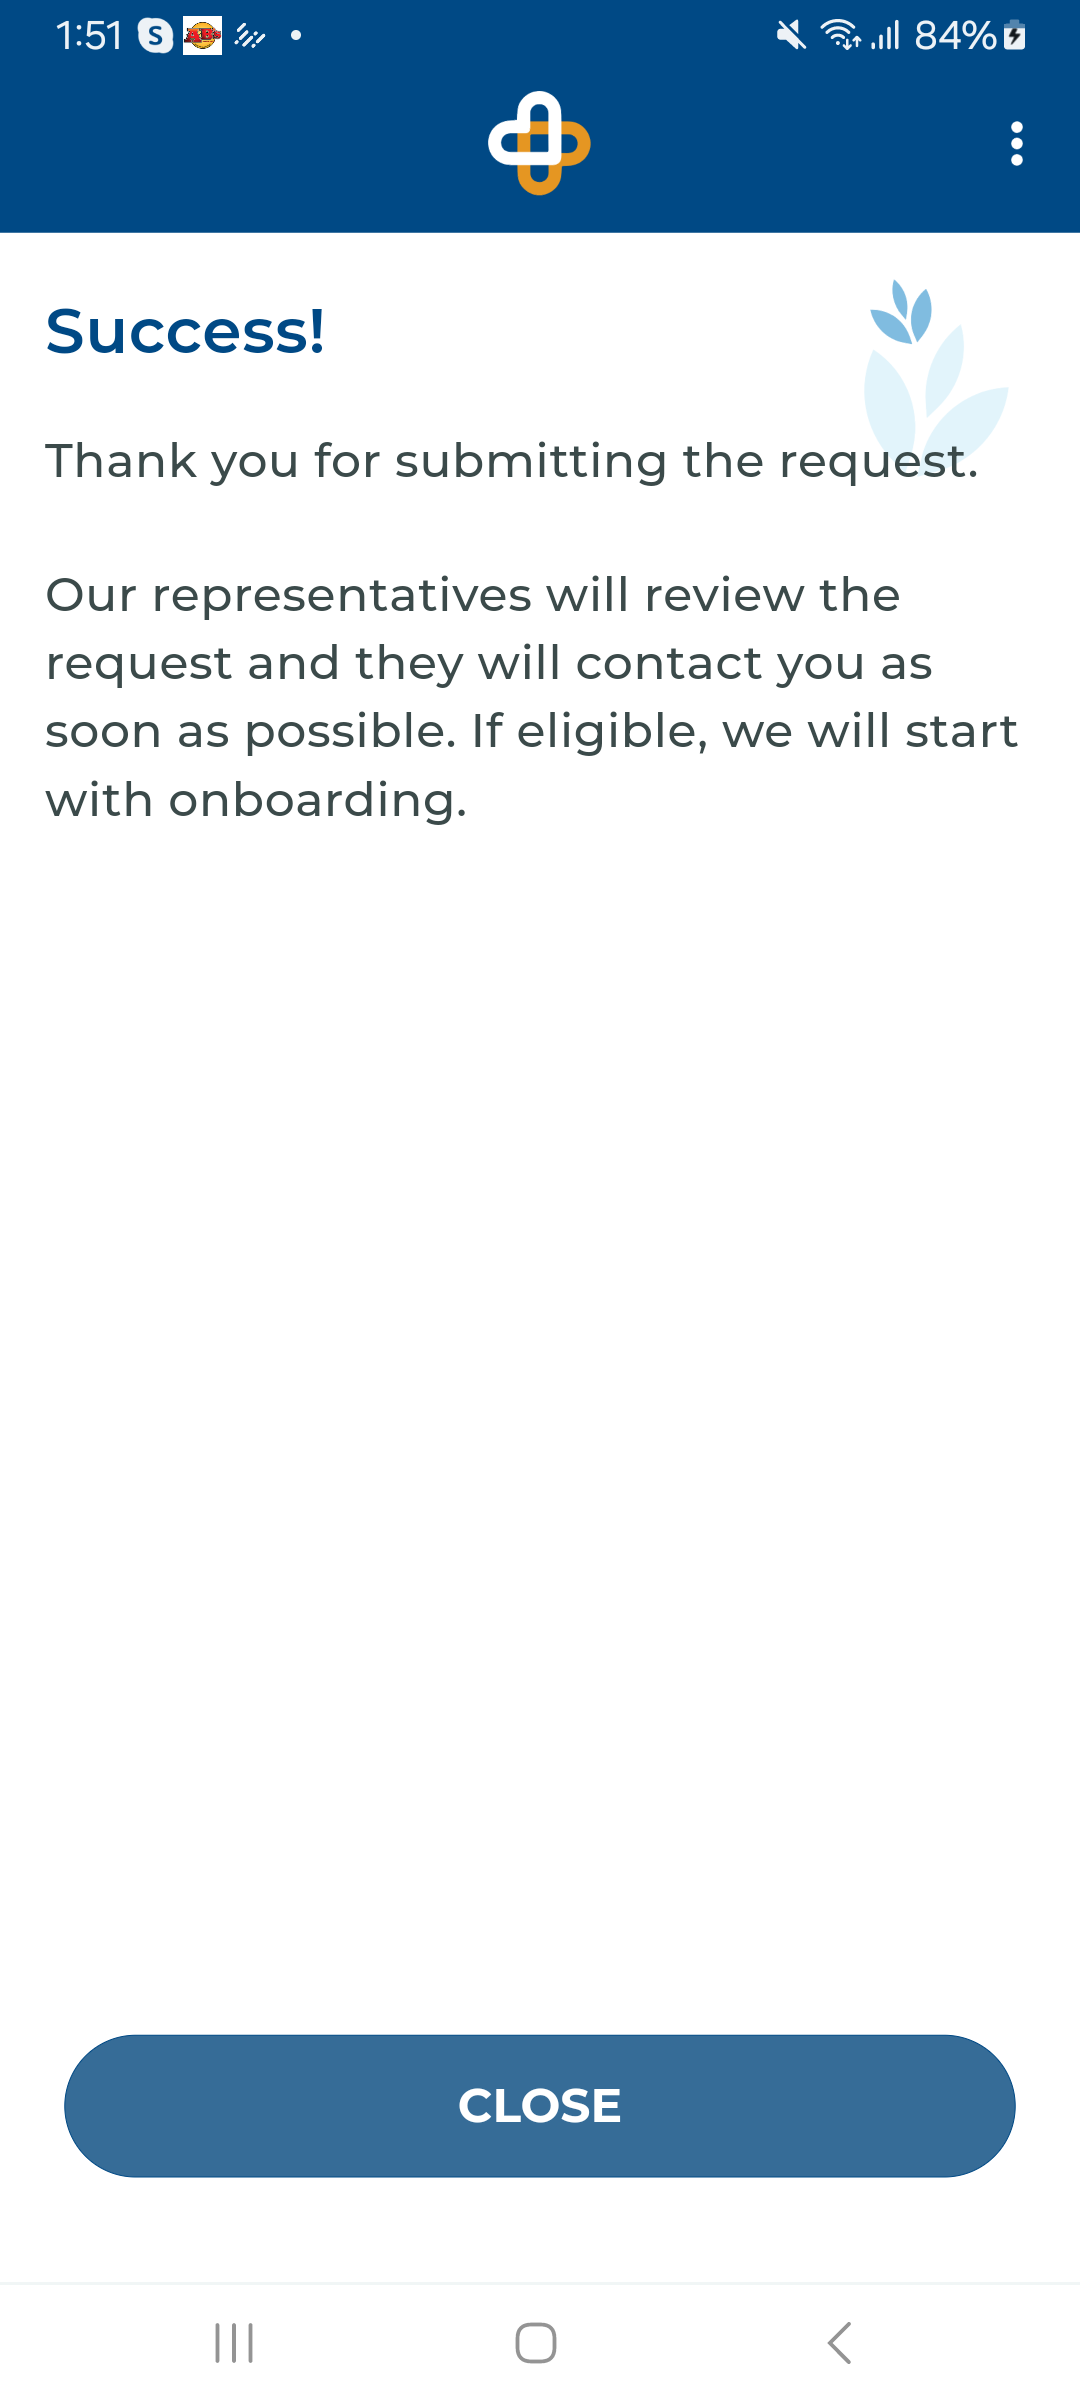 1:51 S ABs 84%
Success!
Thank you for submitting the request.
Our representatives will review the
request and they will contact you as
soon as possible. If eligible, we will start
with onboarding.
CLOSE